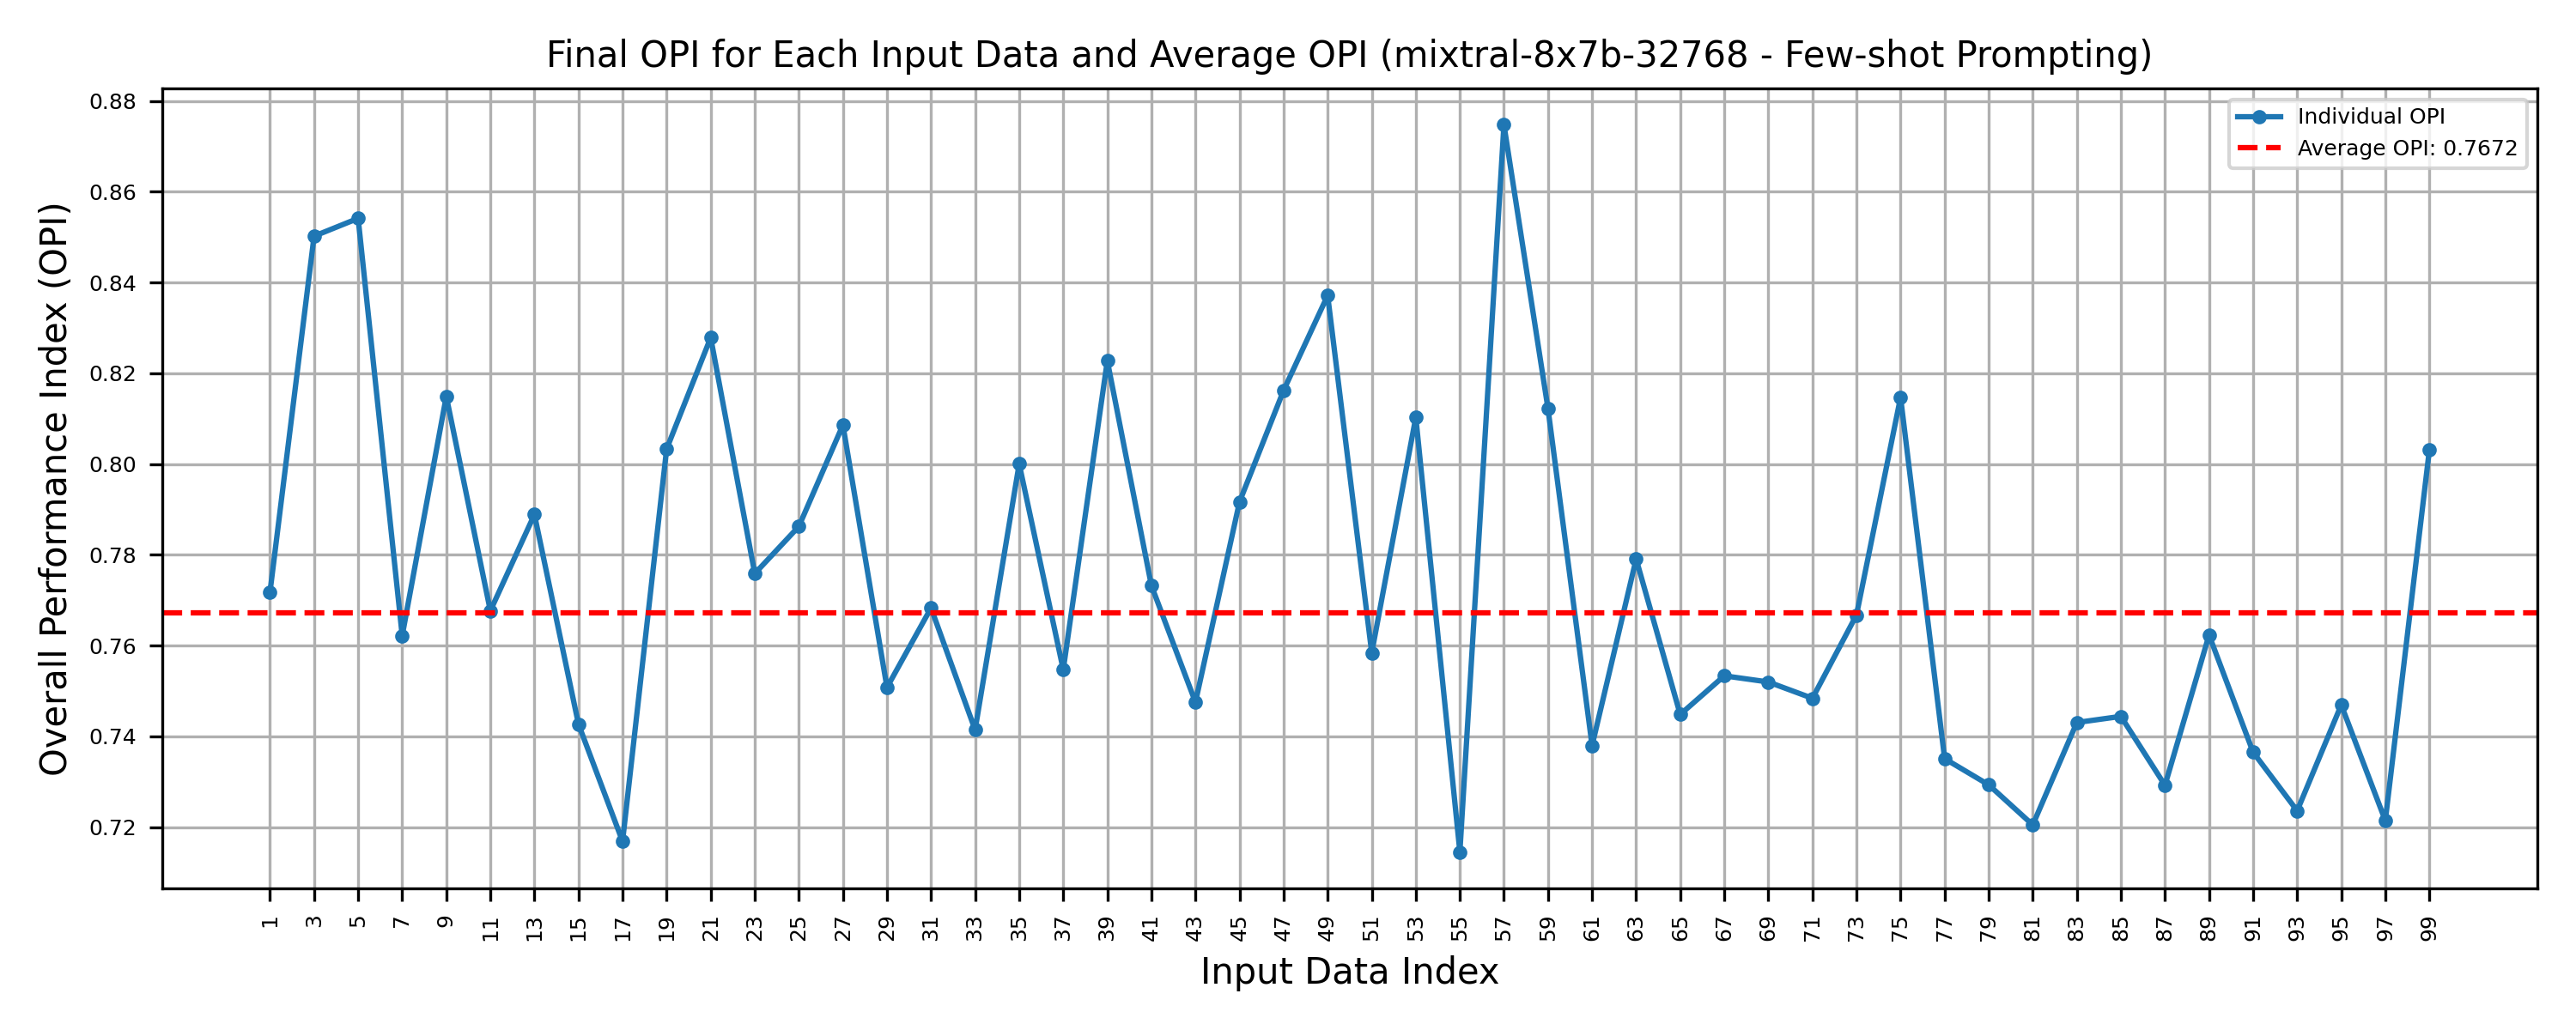 Final OPI for Each Input Data and Average OPI (mixtral-8x7b-32768 - Few-shot Prompting)
Individual OPI
Average OPI: 0.7672
Overall Performance Index (OPI)
0.88
0.86
0.84
0.82
0.80
0.78
0.76
0.74
0.72
1 3 5 7 9 11 13 15 17 19 21 23 25 27 29 31 33 35 37 39 41 43 45 47 49 51 53 55 57 59 61 63 65 67 69 71 73 75 77 79 81 83 85 87 89 91 93 95 97 99
Input Data Index